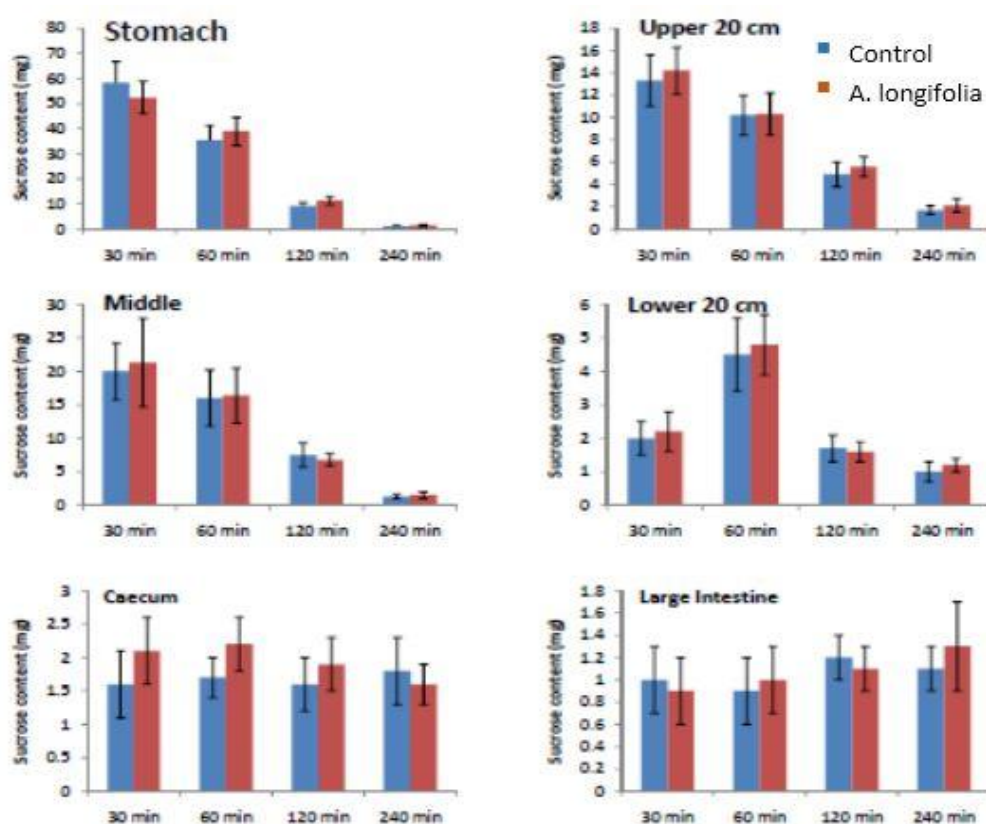 Stomach
Sucrose content (mg)
80
70
60
50
40
30
20
10
0
30 min 60 min 120 min 240 min
Upper 20 cm
Control
A. longifolia
Sucrose content (mg)
18
16
14
12
10
8
6
4
2
0
30 min 60 min 120 min 240 min
Middle
Sucrose content (mg)
30
25
20
15
10
5
0
30 min 60 min 120 min 240 min
Lower 20 cm
Sucrose content (mg)
6
5
4
3
2
1
0
30 min 60 min 120 min 240 min
Caecum
Sucrose content (mg)
3
2.5
2
1.5
1
0.5
0
30 min 60 min 120 min 240 min
Large Intestine
Sucrose content (mg)
1.8
1.6
1.4
1.2
1
0.8
0.6
0.4
0.2
0
30 min 60 min 120 min 240 min